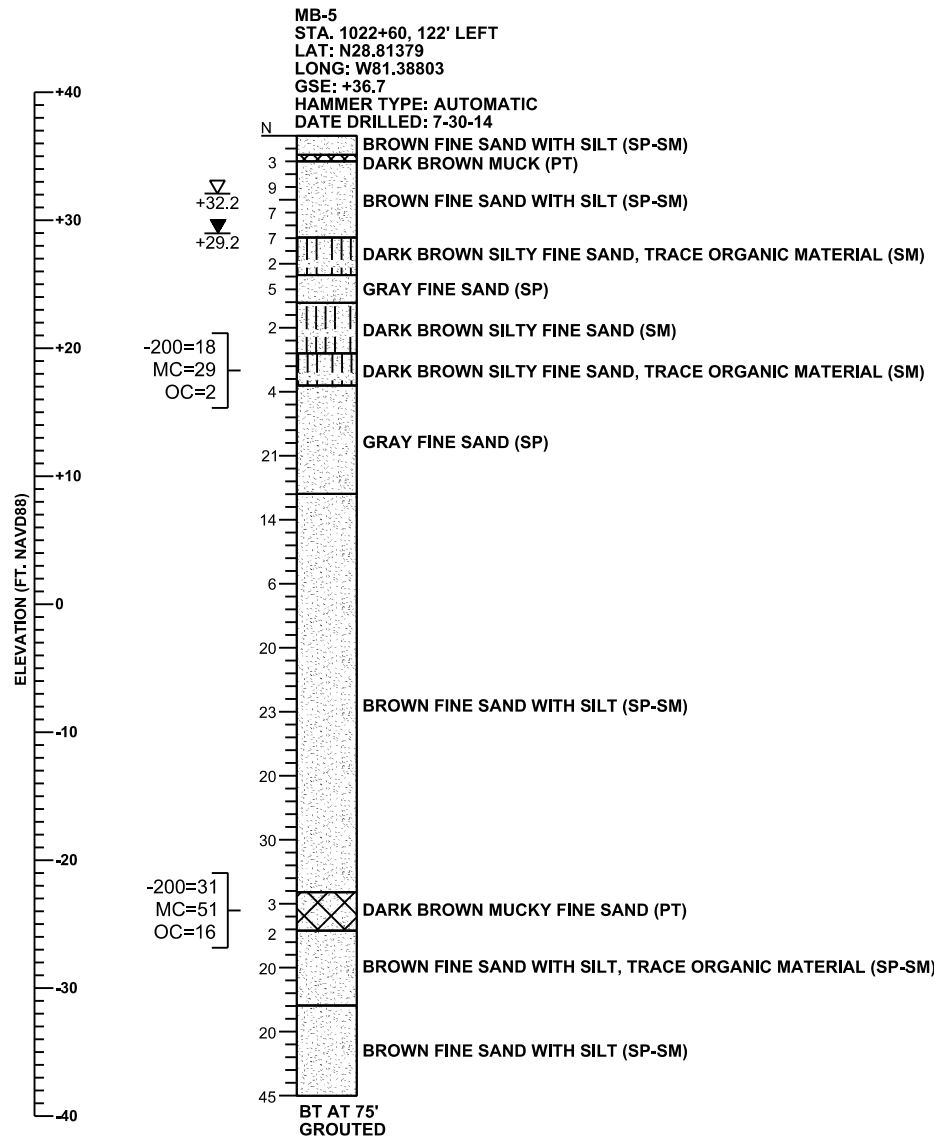 MB-5
STA. 1022+60, 122' LEFT
LAT: N28.81379
LONG: W81.38803
GSE: +36.7
HAMMER TYPE: AUTOMATIC
DATE DRILLED: 7-30-14
+40
N
BROWN FINE SAND WITH SILT (SP-SM)
3
DARK BROWN MUCK (PT)
9
+32.2
BROWN FINE SAND WITH SILT (SP-SM)
7
+30
+29.2
7
DARK BROWN SILTY FINE SAND, TRACE ORGANIC MATERIAL (SM)
2
5
GRAY FINE SAND (SP)
2
DARK BROWN SILTY FINE SAND (SM)
+20
-200=18
MC=29
OC=2
DARK BROWN SILTY FINE SAND, TRACE ORGANIC MATERIAL (SM)
4
GRAY FINE SAND (SP)
21
+10
14
6
0
ELEVATION (FT. NAVD88)
20
23
BROWN FINE SAND WITH SILT (SP-SM)
-10
20
30
-20
-200=31
MC=51
OC=16
3
DARK BROWN MUCKY FINE SAND (PT)
2
20
BROWN FINE SAND WITH SILT, TRACE ORGANIC MATERIAL (SP-SM)
-30
20
BROWN FINE SAND WITH SILT (SP-SM)
45
-40
BT AT 75'
GROUTED